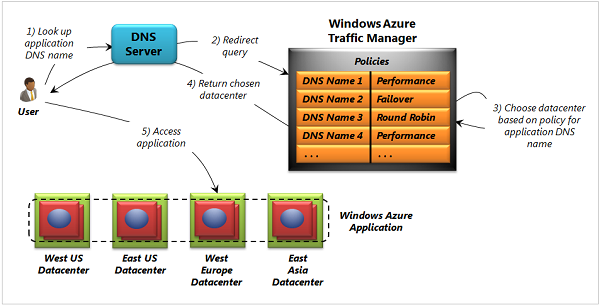 Windows Azure
Traffic Manager
1) Look up
application
DNS name
DNS
Server
2) Redirect
query
Policies
DNS Name 1 Performance
DNS Name 2 Failover
DNS Name 3 Round Robin
DNS Name 4 Performance
. . . . . .
4) Return chosen
datacenter
3) Choose datacenter
based on policy for
application DNS
name
User
5) Access
application
Windows Azure
Application
West US
Datacenter
East US
Datacenter
West
Europe
Datacenter
East
Asia
Datacenter